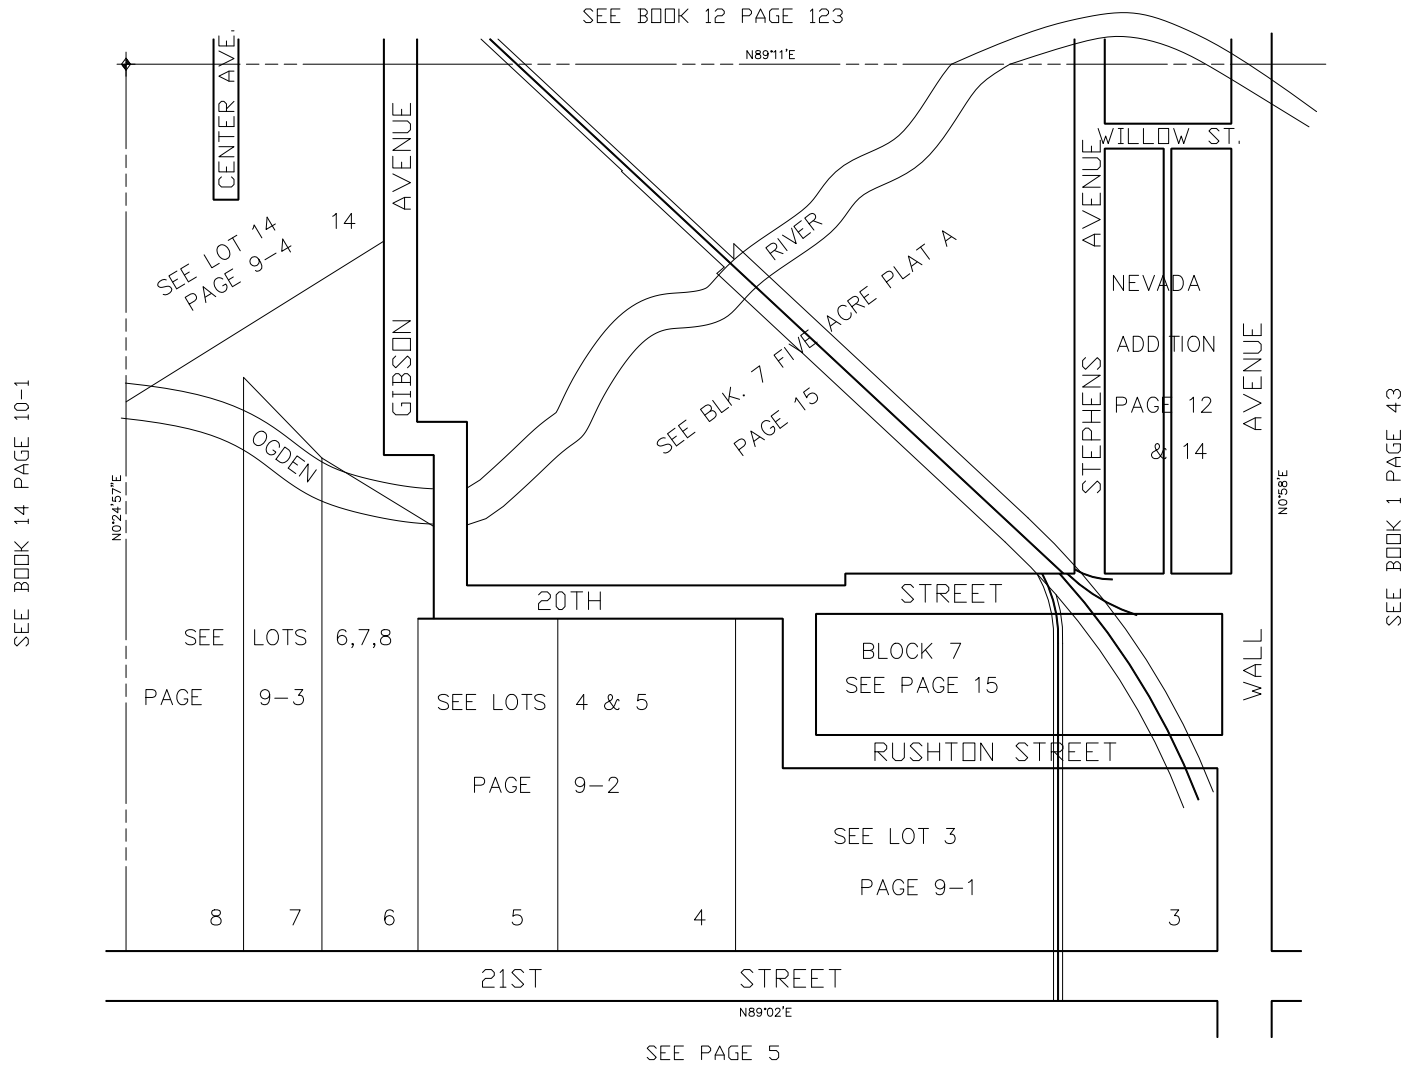 SEE BOOK 12 PAGE 123
N89°11'E
CENTER AVE.
GIBSON AVENUE
WILLOW ST.
STEPHENS AVENUE
14
SEE LOT 14
PAGE 9-4
RIVER
SEE BLK. 7 FIVE ACRE PLAT A
PAGE 15
NEVADA
ADDITION
PAGE 12
& 14
WALL AVENUE
SEE BOOK 14 PAGE 10-1
N0°24'57"E
OGDEN
N0°58'E
SEE BOOK 1 PAGE 43
20TH STREET
SEE LOTS 6,7,8
PAGE 9-3
SEE LOTS 4 & 5
PAGE 9-2
BLOCK 7
SEE PAGE 15
RUSHTON STREET
SEE LOT 3
PAGE 9-1
8 7 6 5 4 3
21ST STREET
N89°02'E
SEE PAGE 5